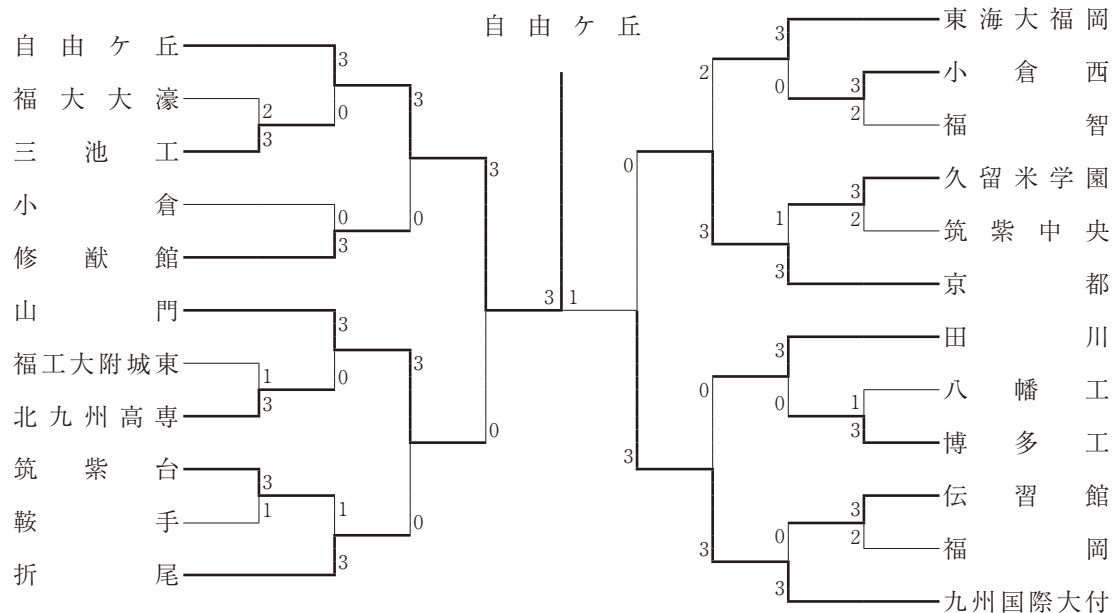 自由ケ丘
自由ケ丘
3
福大大濠
2
0
3
三池工
3
3
小倉
0
0
修猷館
3
山門
3
福工大附城東
1
0
3
北九州高専
3
0
筑紫台
3
鞍手
1
1
0
折尾
3
3
1
東海大福岡
3
2
小倉西
3
0
福智
2
0
久留米学園
3
1
筑紫中央
2
3
京都
3
田川
3
0
八幡工
1
0
博多工
3
3
伝習館
3
0
福岡
2
3
九州国際大付
3